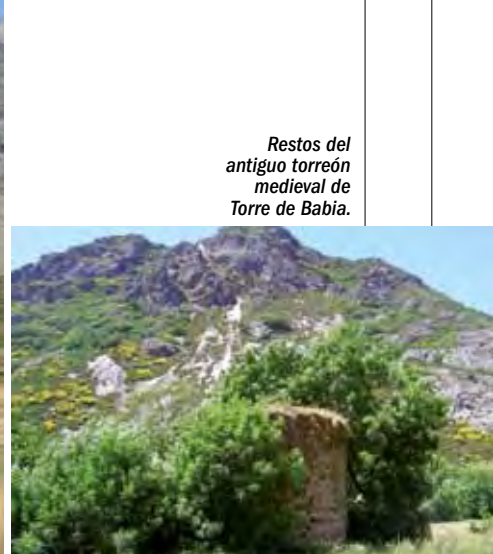 Restos del
antiguo torreón
medieval de
Torre de Babia.